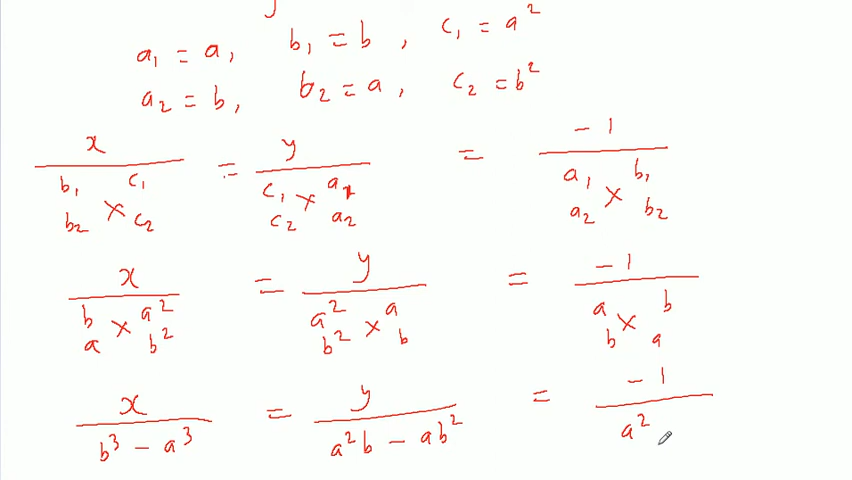 a₁ = a, b₁ = b , c₁ = a²
a₂ = b, b₂ = a , c₂ = b²
x = y = -1
b₁ c₁ c₁ a₁ a₁ b₁
× × ×
b₂ c₂ c₂ a₂ a₂ b₂
x = y = -1
b a² a² a a b
× × ×
a b² b² b b a
x = y = -1
b³ - a³ a²b - ab² a²